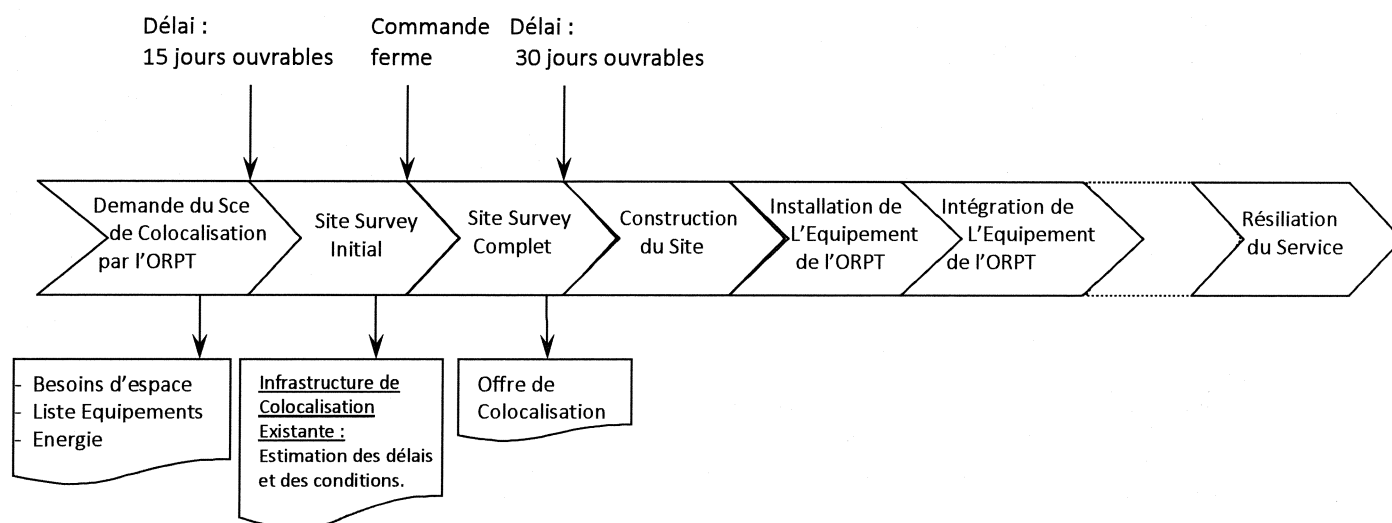 Délai :
15 jours ouvrables
Commande
ferme
Délai :
30 jours ouvrables
Demande du Sce
de Colocalisation
par l'ORPT
Site Survey
Initial
Site Survey
Complet
Construction
du Site
Installation de
L'Equipement
de l'ORPT
Intégration de
L'Equipement
de l'ORPT
Résiliation
du Service
- Besoins d'espace
- Liste Equipements
- Energie
Infrastructure de
Colocalisation
Existante :
Estimation des délais
et des conditions.
Offre de
Colocalisation